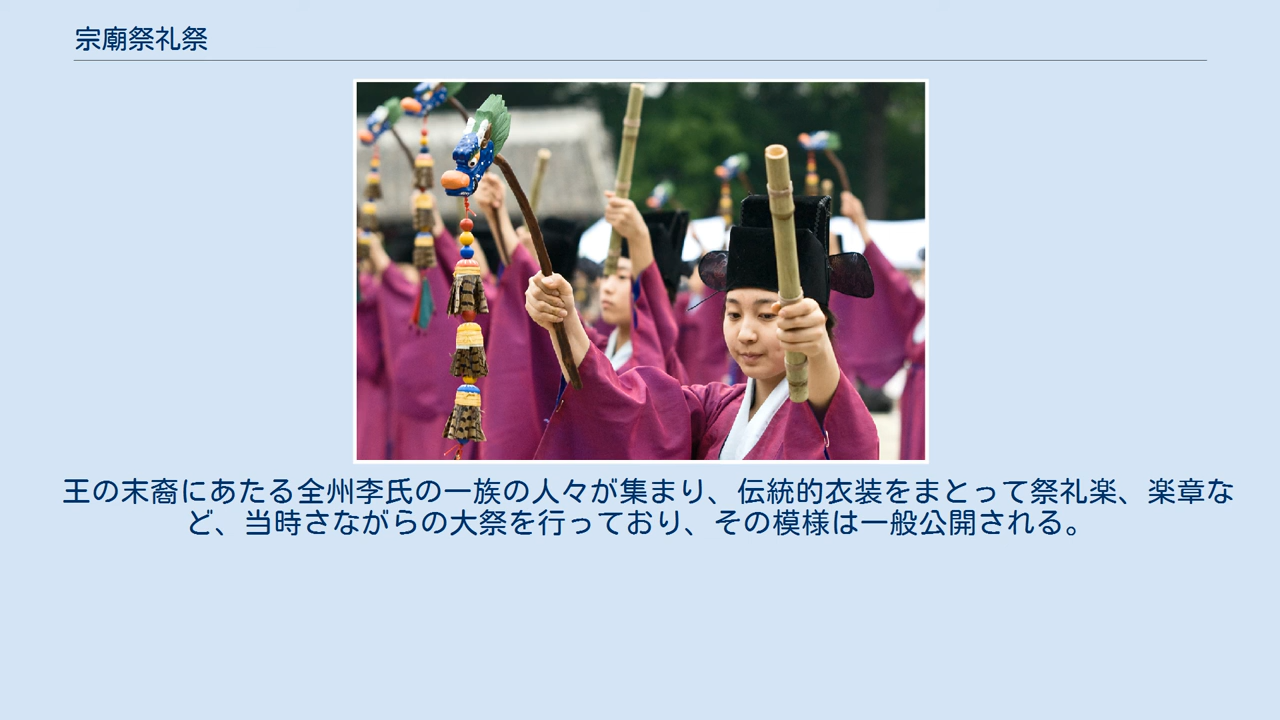 宗廟祭礼祭
王の末裔にあたる全州李氏の一族の人々が集まり、伝統的衣装をまとって祭礼楽、楽章な
ど、当時さながらの大祭を行っており、その模様は一般公開される。